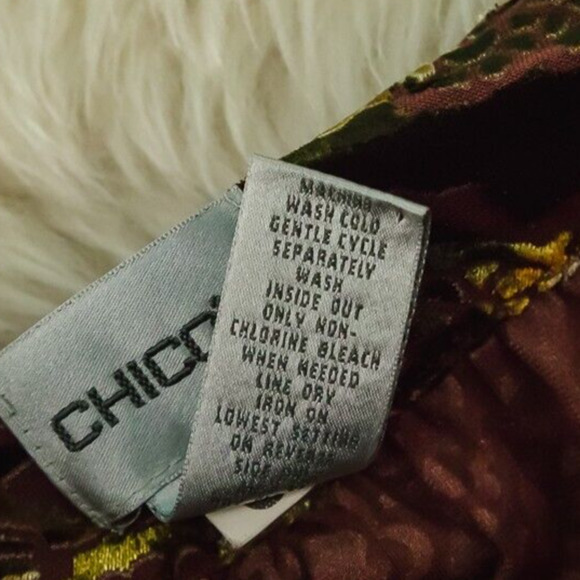 CHICO'
MACHINE
WASH COLD
GENTLE CYCLE
SEPARATELY
WASH
INSIDE OUT
ONLY NON-
CHLORINE BLEACH
WHEN NEEDED
LINE DRY
IRON ON
LOWEST SETTING
ON REVERSE
SIDE